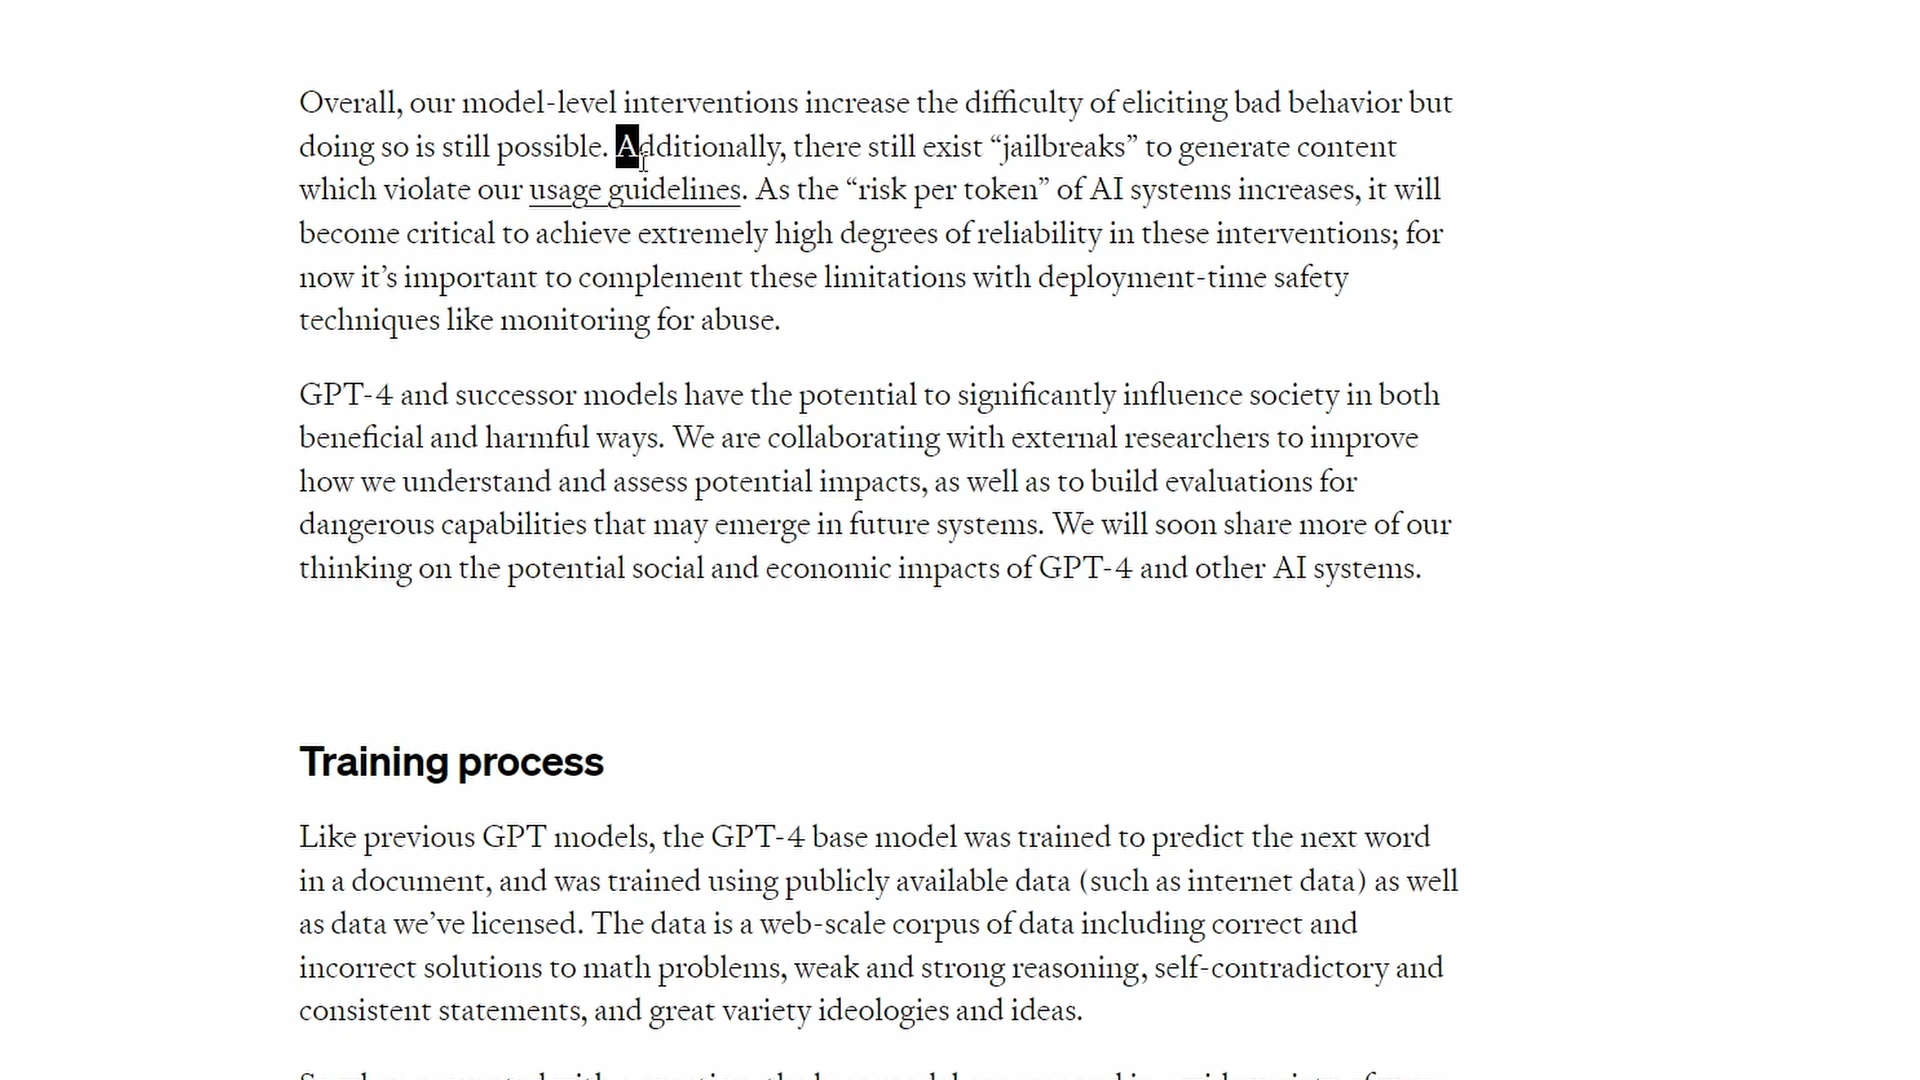 Overall, our model-level interventions increase the difficulty of eliciting bad behavior but
doing so is still possible. Additionally, there still exist “jailbreaks” to generate content
which violate our usage guidelines. As the “risk per token” of AI systems increases, it will
become critical to achieve extremely high degrees of reliability in these interventions; for
now it’s important to complement these limitations with deployment-time safety
techniques like monitoring for abuse.
GPT-4 and successor models have the potential to significantly influence society in both
beneficial and harmful ways. We are collaborating with external researchers to improve
how we understand and assess potential impacts, as well as to build evaluations for
dangerous capabilities that may emerge in future systems. We will soon share more of our
thinking on the potential social and economic impacts of GPT-4 and other AI systems.
Training process
Like previous GPT models, the GPT-4 base model was trained to predict the next word
in a document, and was trained using publicly available data (such as internet data) as well
as data we’ve licensed. The data is a web-scale corpus of data including correct and
incorrect solutions to math problems, weak and strong reasoning, self-contradictory and
consistent statements, and great variety ideologies and ideas.